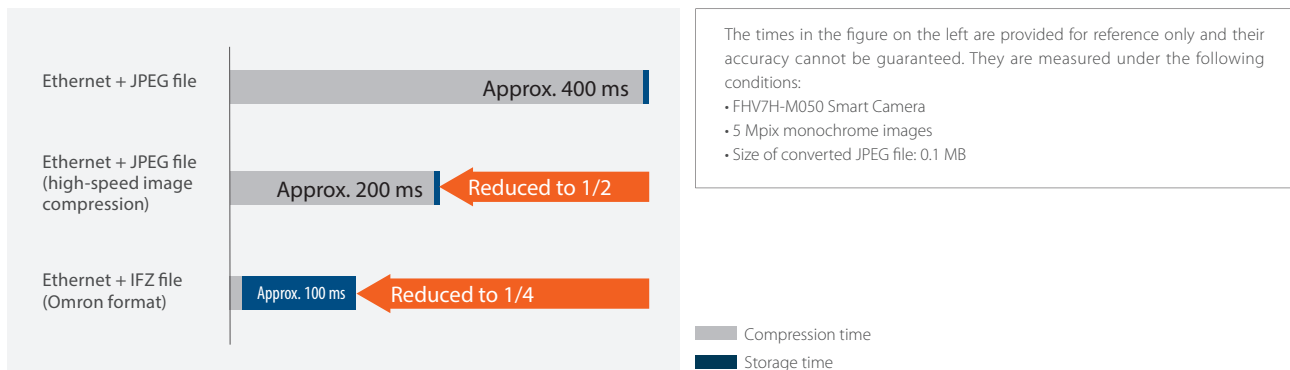 Ethernet + JPEG file
Approx. 400 ms
Ethernet + JPEG file
(high-speed image
compression)
Approx. 200 ms
Reduced to 1/2
Ethernet + IFZ file
(Omron format)
Approx. 100 ms
Reduced to 1/4
The times in the figure on the left are provided for reference only and their
accuracy cannot be guaranteed. They are measured under the following
conditions:
• FHV7H-M050 Smart Camera
• 5 Mpix monochrome images
• Size of converted JPEG file: 0.1 MB
Compression time
Storage time